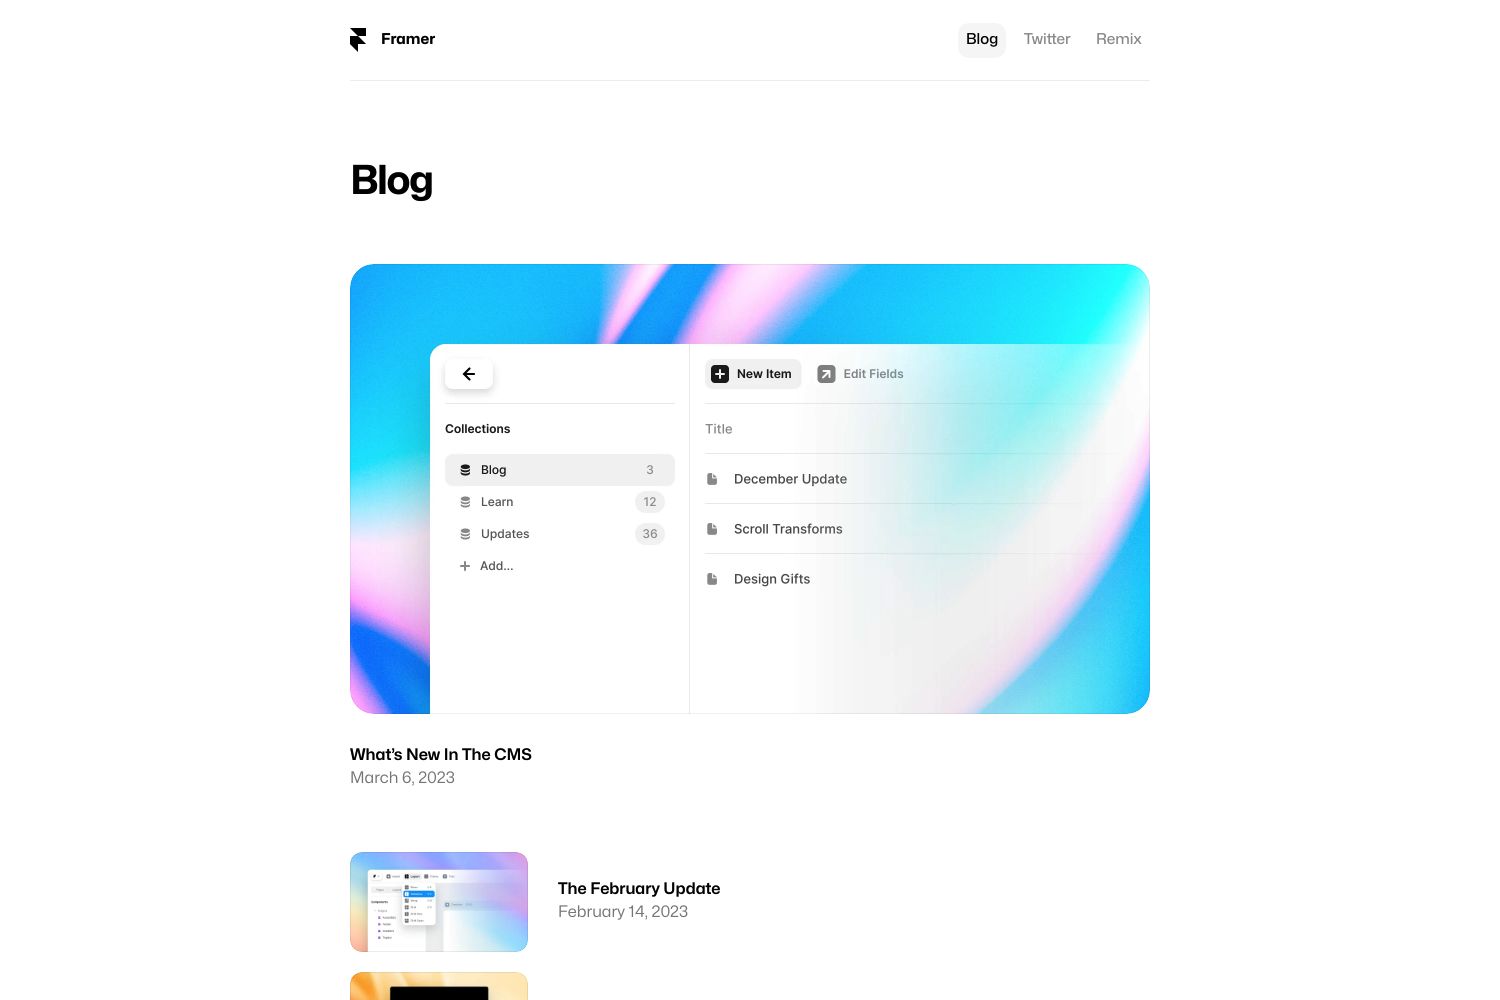 Framer
Blog
Twitter
Remix
Blog
New Item
Edit Fields
Collections
Title
Blog 3
Learn 12
Updates 36
Add...
December Update
Scroll Transforms
Design Gifts
What's New In The CMS
March 6, 2023
The February Update
February 14, 2023